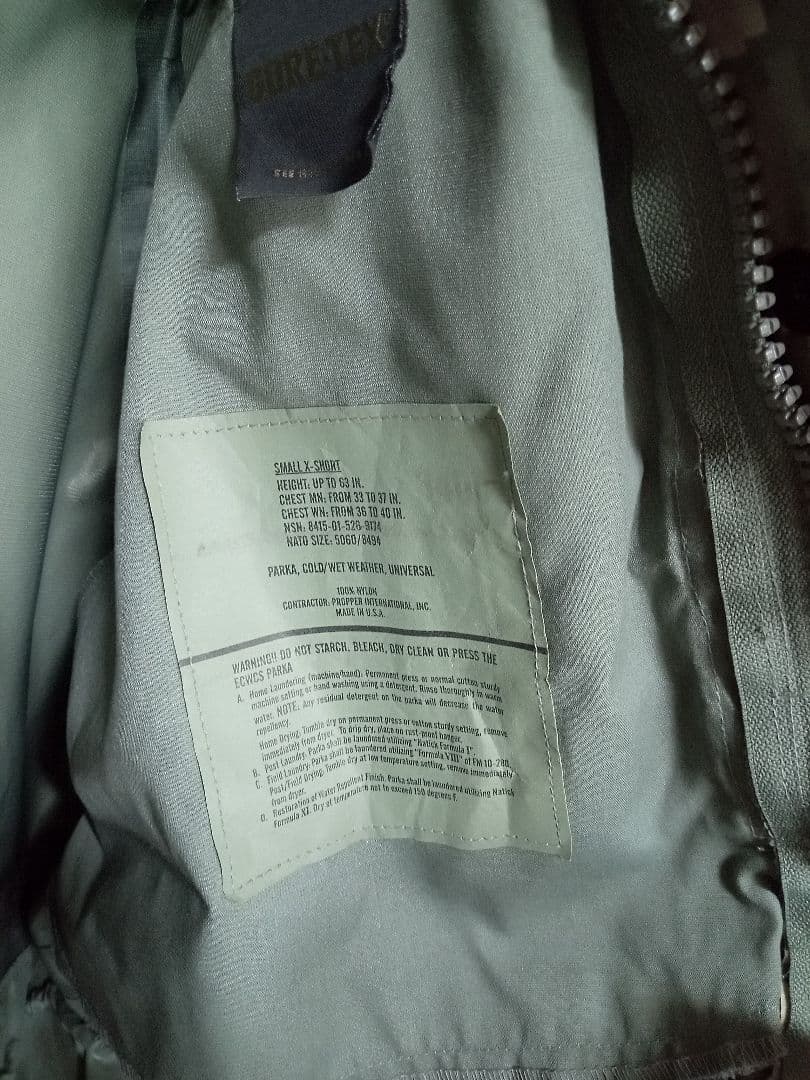 GORE-TEX
SEE
SMALL X-SHORT
HEIGHT: UP TO 63 IN.
CHEST MN: FROM 33 TO 37 IN.
CHEST WN: FROM 36 TO 40 IN.
NSN: 8415-01-526-9174
NATO SIZE: 5060/8494
PARKA, COLD/WET WEATHER, UNIVERSAL
100% NYLON
CONTRACTOR: PROPPER INTERNATIONAL, INC.
MADE IN U.S.A.
WARNING!! DO NOT STARCH, BLEACH, DRY CLEAN OR PRESS THE
ECWCS PARKA
A. Home Laundering (machine/hand): Permanent press or normal cotton sturdy
machine setting or hand washing using a detergent. Rinse thoroughly in warm
water. NOTE. Any residual detergent on the parka will decrease the water
repellency.
Home Drying: Tumble dry on permanent press or cotton sturdy setting, remove
immediately from dryer. To drip dry, place on rust-proof hanger.
B. Post Laundry: Parka shall be laundered utilizing "Natick Formula I".
C. Field Laundry: Parka shall be laundered utilizing "Formula VIII" of FM 10-280.
Post/Field Drying: Tumble dry at low temperature setting, remove immediately
from dryer.
D. Restoration of Water Repellent Finish. Parka shall be laundered utilizing Natick
Formula XI. Dry at temperature not to exceed 150 degrees F.